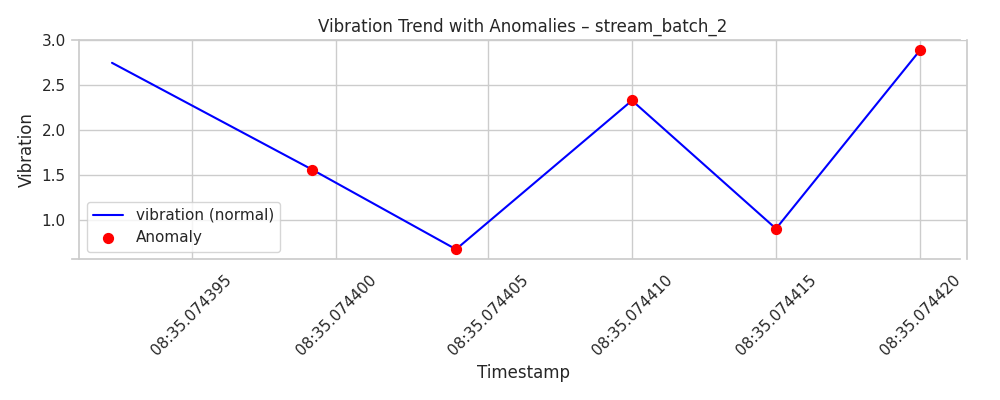 Vibration Trend with Anomalies – stream_batch_2
Vibration
3.0
2.5
2.0
1.5
1.0
vibration (normal)
Anomaly
08:35.074395
08:35.074400
08:35.074405
08:35.074410
08:35.074415
08:35.074420
Timestamp